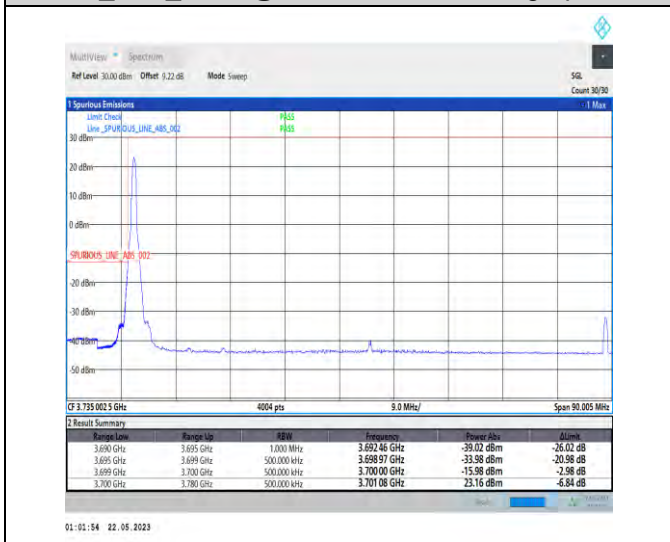 MultiView Spectrum
Ref Level 30.00 dBm Offset 9.22 dB Mode Sweep SGL
Count 30/30
1 Spurious Emissions 1 Max
Limit Check PASS
Line _SPURIOUS_LINE_ABS_002 PASS
30 dBm
20 dBm
10 dBm
0 dBm
SPURIOUS_LINE_ABS_002
-20 dBm
-30 dBm
-40 dBm
-50 dBm
CF 3.735 002 5 GHz 4004 pts 9.0 MHz/ Span 90.005 MHz
2 Result Summary
Range Low Range Up RBW Frequency Power Abs ΔLimit
3.690 GHz 3.695 GHz 1.000 MHz 3.692 46 GHz -39.02 dBm -26.02 dB
3.695 GHz 3.699 GHz 500.000 kHz 3.698 97 GHz -33.98 dBm -20.98 dB
3.699 GHz 3.700 GHz 500.000 kHz 3.700 00 GHz -15.98 dBm -2.98 dB
3.700 GHz 3.780 GHz 500.000 kHz 3.701 08 GHz 23.16 dBm -6.84 dB
01:01:54 22.05.2023